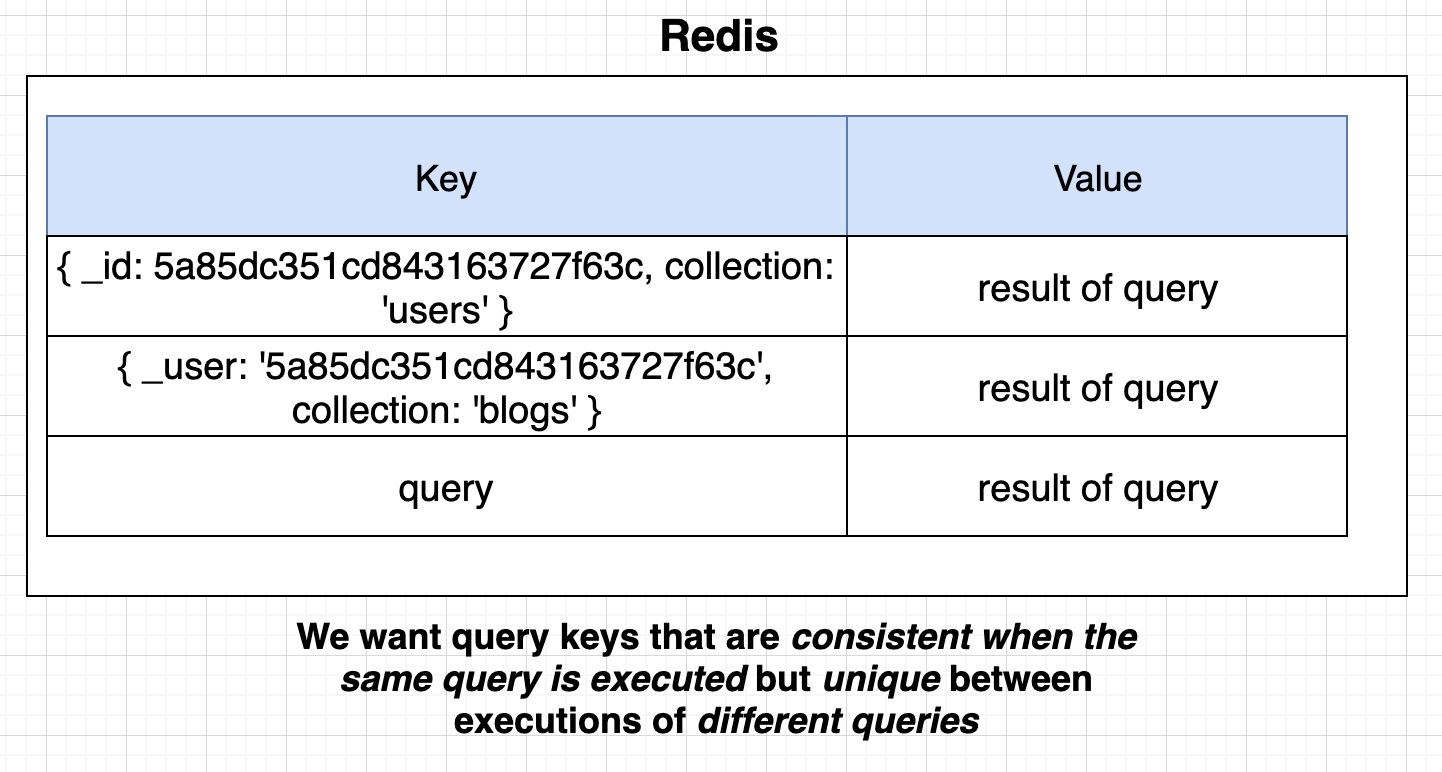 Redis
Key
Value
{ _id: 5a85dc351cd843163727f63c, collection:
'users' }
result of query
{ _user: '5a85dc351cd843163727f63c',
collection: 'blogs' }
result of query
query
result of query
We want query keys that are consistent when the
same query is executed but unique between
executions of different queries